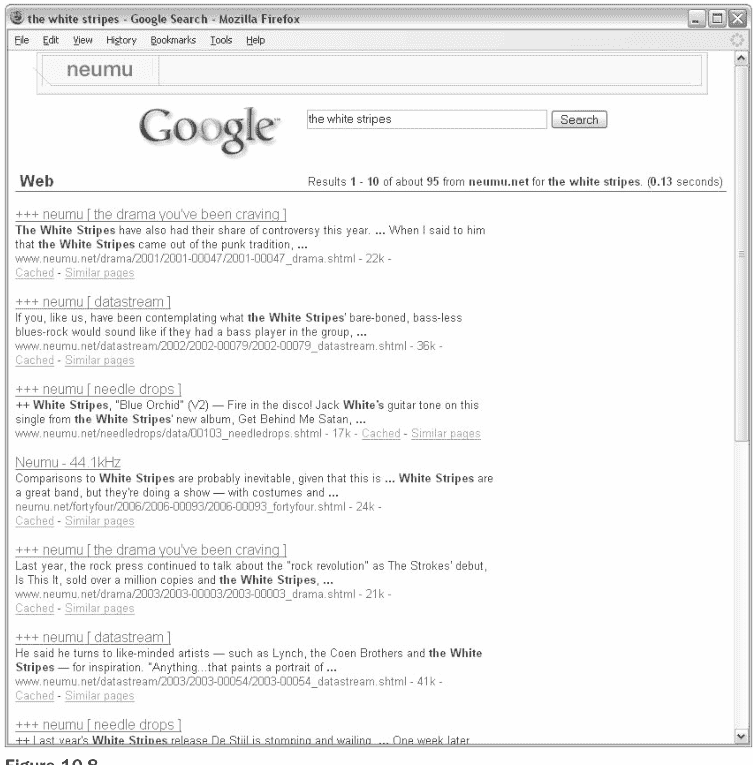 the white stripes - Google Search - Mozilla Firefox
File Edit View History Bookmarks Tools Help
neumu
Google™
the white stripes
Search
Web
Results 1 - 10 of about 95 from neumu.net for the white stripes. (0.13 seconds)
+++ neumu [ the drama you've been craving ]
The White Stripes have also had their share of controversy this year. ... When I said to him
that the White Stripes came out of the punk tradition, ...
www.neumu.net/drama/2001/2001-00047/2001-00047_drama.shtml - 22k -
Cached - Similar pages
+++ neumu [ datastream ]
If you, like us, have been contemplating what the White Stripes' bare-boned, bass-less
blues-rock would sound like if they had a bass player in the group, ...
www.neumu.net/datastream/2002/2002-00079/2002-00079_datastream.shtml - 36k -
Cached - Similar pages
+++ neumu [ needle drops ]
++ White Stripes, "Blue Orchid" (V2) — Fire in the disco! Jack White's guitar tone on this
single from the White Stripes' new album, Get Behind Me Satan, ...
www.neumu.net/needledrops/data/00103_needledrops.shtml - 17k - Cached - Similar pages
Neumu - 44.1kHz
Comparisons to White Stripes are probably inevitable, given that this is ... White Stripes are
a great band, but they're doing a show — with costumes and ...
neumu.net/fortyfour/2006/2006-00093/2006-00093_fortyfour.shtml - 24k -
Cached - Similar pages
+++ neumu [ the drama you've been craving ]
Last year, the rock press continued to talk about the "rock revolution" as The Strokes' debut,
Is This It, sold over a million copies and the White Stripes, ...
www.neumu.net/drama/2003/2003-00003/2003-00003_drama.shtml - 21k -
Cached - Similar pages
+++ neumu [ datastream ]
He said he turns to like-minded artists — such as Lynch, the Coen Brothers and the White
Stripes — for inspiration. "Anything...that paints a portrait of ...
www.neumu.net/datastream/2003/2003-00054/2003-00054_datastream.shtml - 41k -
Cached - Similar pages
+++ neumu [ needle drops ]
++ Last year's White Stripes release De Stijl is stomping and wailing. ... One week later
Figure 10.8